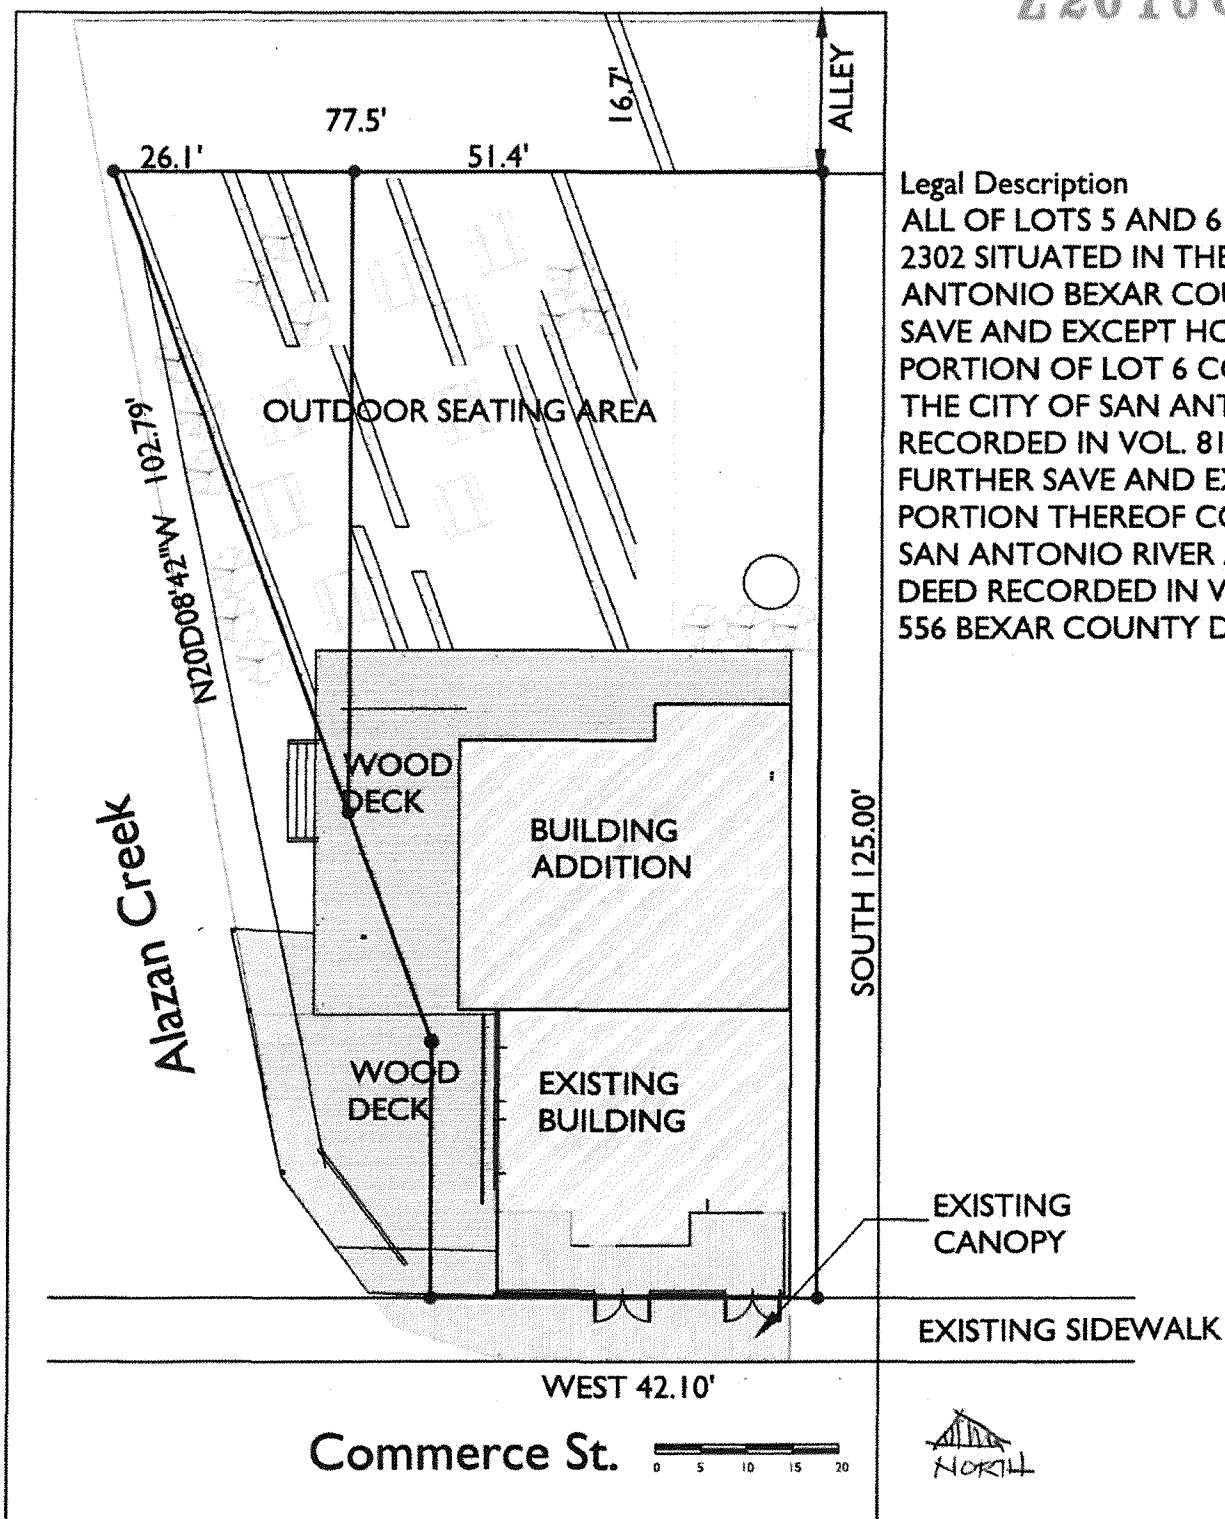 ALLEY
16.7'
77.5'
26.1'
51.4'
Legal Description
ALL OF LOTS 5 AND 6
2302 SITUATED IN THE
ANTONIO BEXAR COU
SAVE AND EXCEPT HO
PORTION OF LOT 6 CO
THE CITY OF SAN ANT
RECORDED IN VOL. 81
FURTHER SAVE AND EX
PORTION THEREOF CO
SAN ANTONIO RIVER
DEED RECORDED IN V
556 BEXAR COUNTY D
OUTDOOR SEATING AREA
N20D08'42"W 102.79'
WOOD
DECK
BUILDING
ADDITION
Alazan Creek
SOUTH 125.00'
WOOD
DECK
EXISTING
BUILDING
EXISTING
CANOPY
EXISTING SIDEWALK
WEST 42.10'
Commerce St.
0 5 10 15 20
NORTH